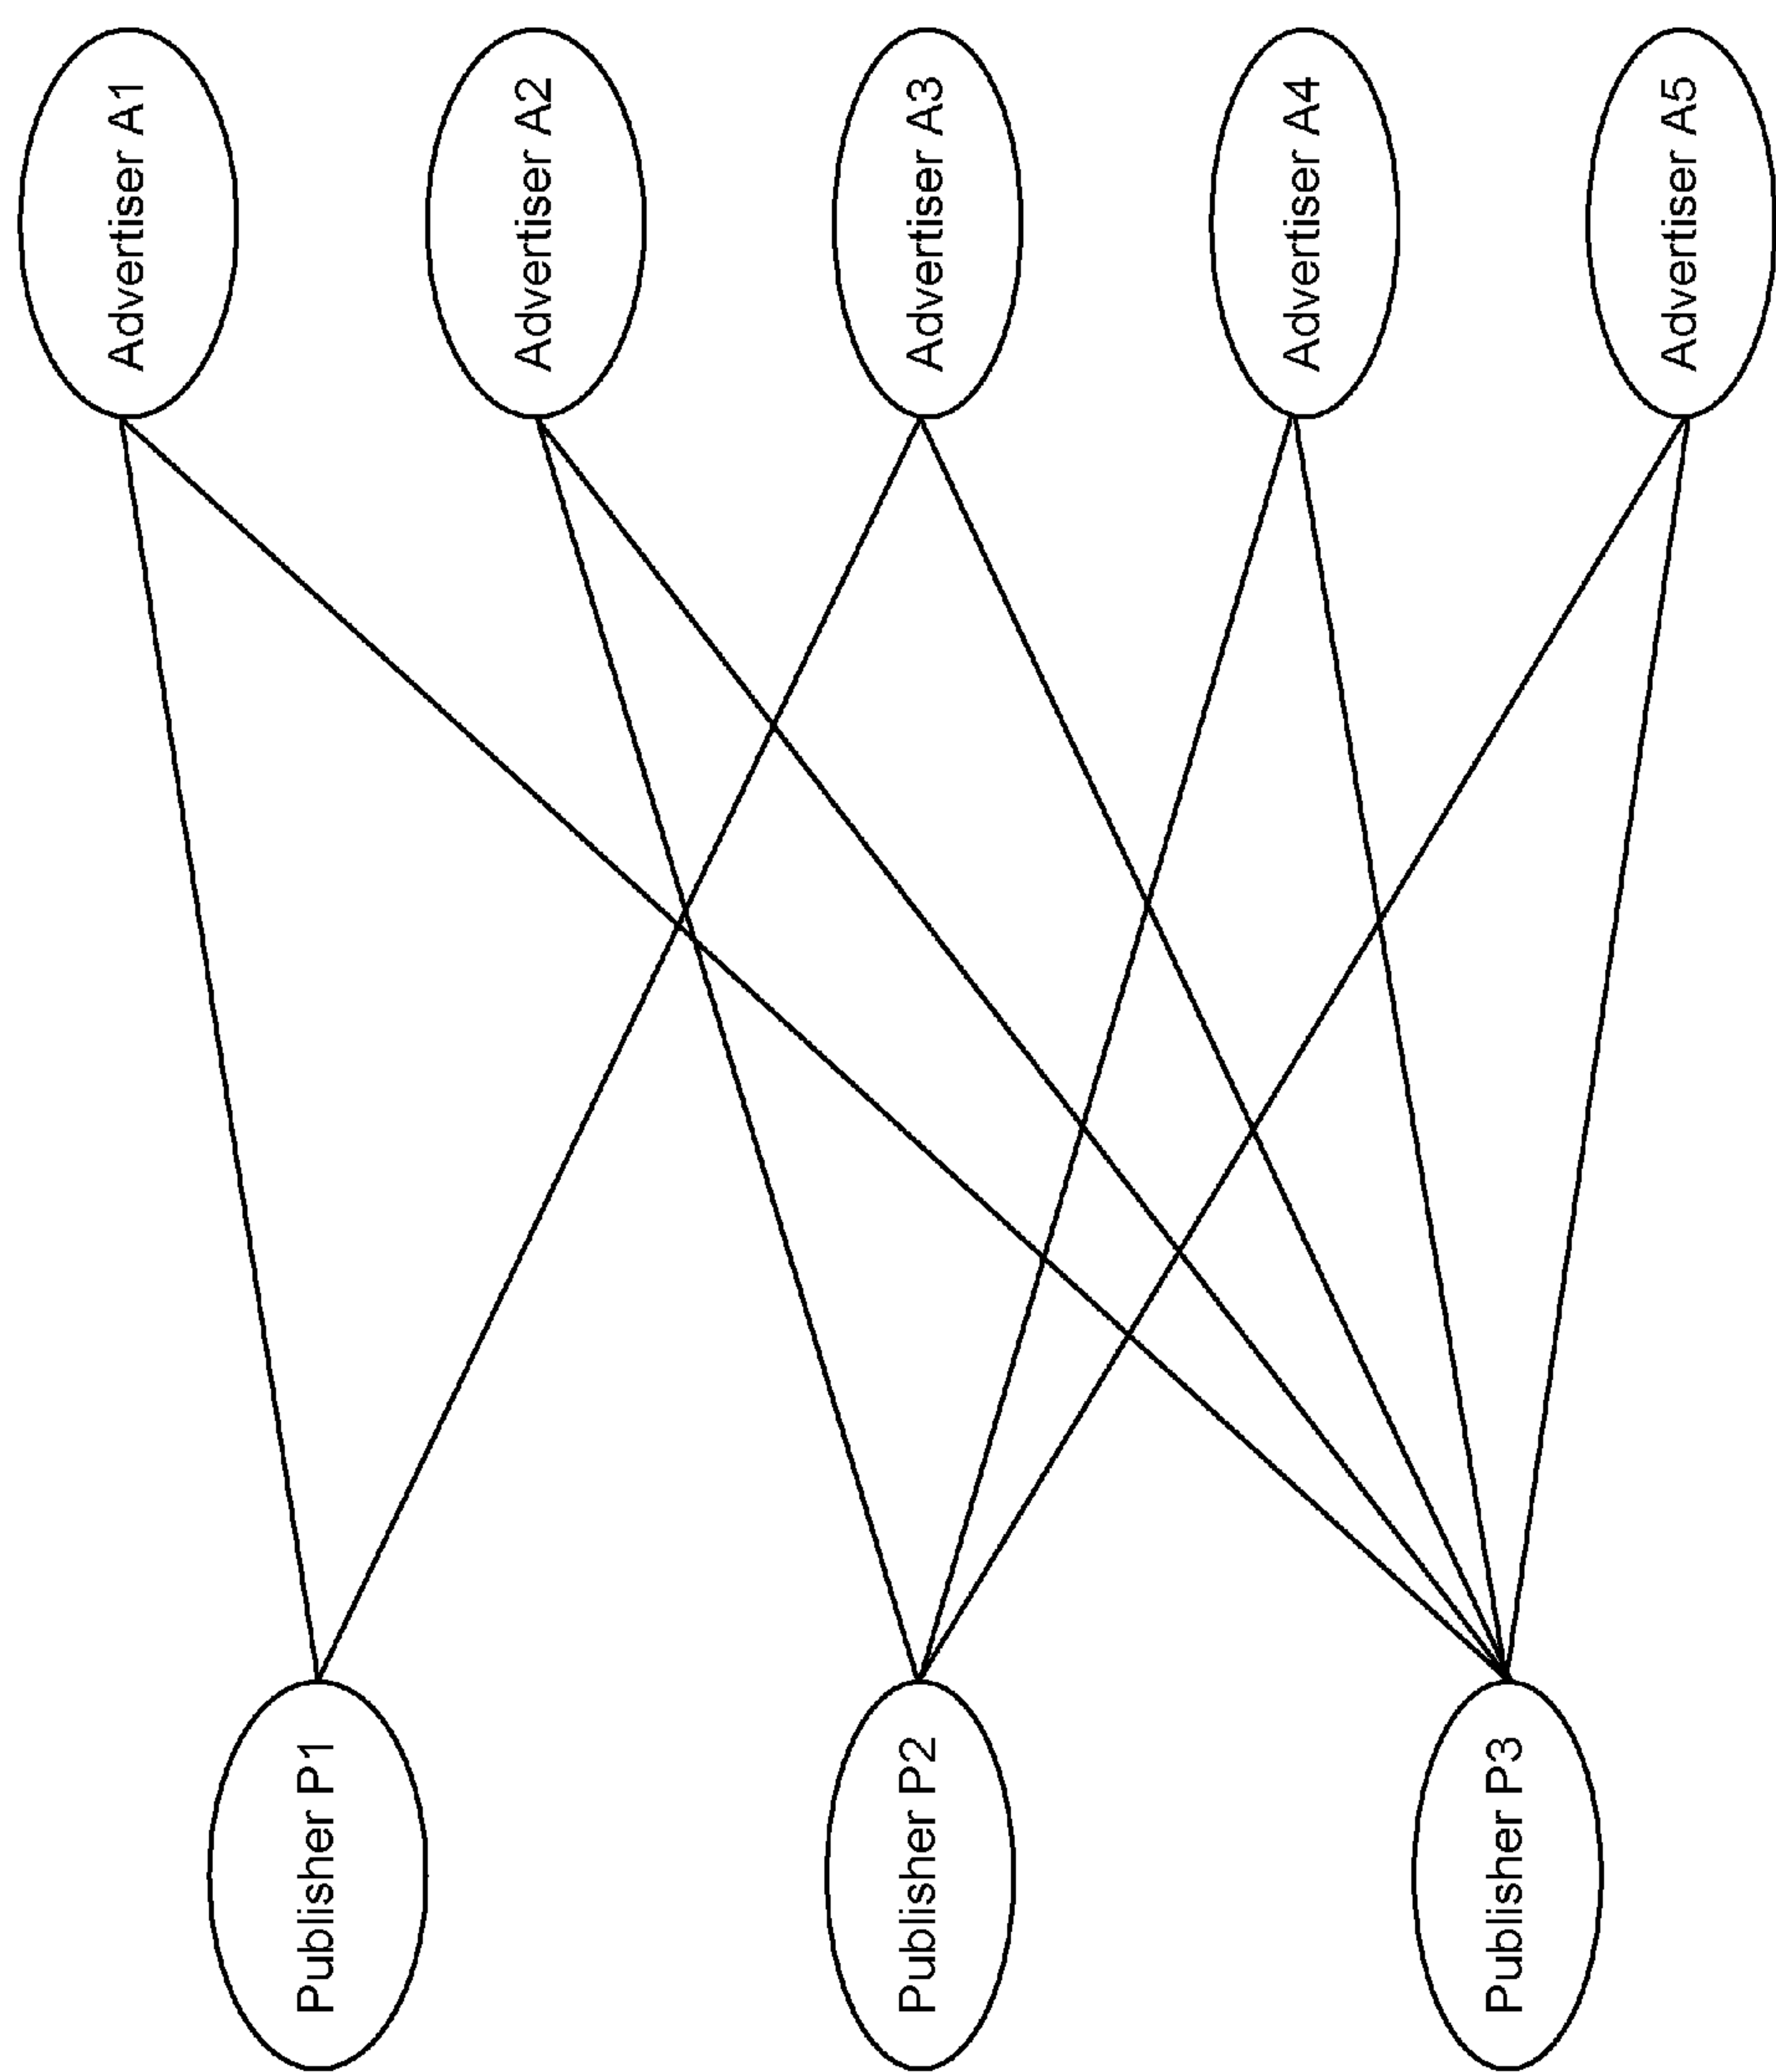 Advertiser A1
Advertiser A2
Advertiser A3
Advertiser A4
Advertiser A5
Publisher P1
Publisher P2
Publisher P3